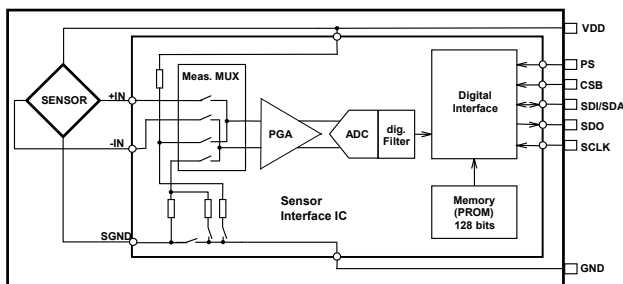 VDD
Meas. MUX
PS
CSB
SENSOR
+IN
Digital
Interface
SDI/SDA
PGA
ADC
dig.
Filter
SDO
-IN
SCLK
Sensor
Interface IC
Memory
(PROM)
128 bits
SGND
GND